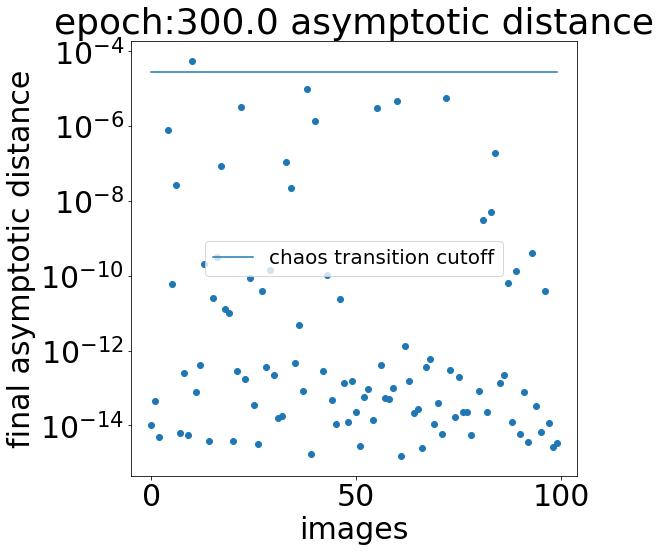 epoch:300.0 asymptotic distance
final asymptotic distance
10⁻⁴
10⁻⁶
10⁻⁸
10⁻¹⁰
10⁻¹²
10⁻¹⁴
chaos transition cutoff
0 50 100
images